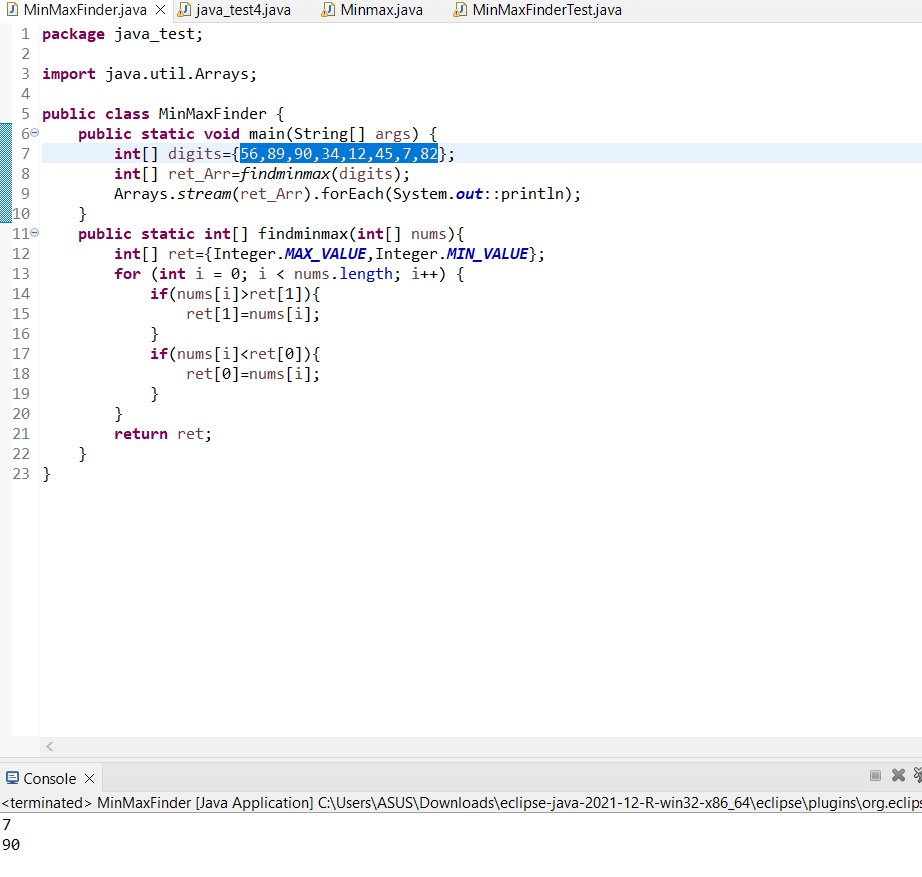 MinMaxFinder.java java_test4.java Minmax.java MinMaxFinderTest.java
1 package java_test;
2
3 import java.util.Arrays;
4
5 public class MinMaxFinder {
6 public static void main(String[] args) {
7 int[] digits={56,89,90,34,12,45,7,82};
8 int[] ret_Arr=findminmax(digits);
9 Arrays.stream(ret_Arr).forEach(System.out::println);
10 }
11 public static int[] findminmax(int[] nums){
12 int[] ret={Integer.MAX_VALUE,Integer.MIN_VALUE};
13 for (int i = 0; i < nums.length; i++) {
14 if(nums[i]>ret[1]){
15 ret[1]=nums[i];
16 }
17 if(nums[i]<ret[0]){
18 ret[0]=nums[i];
19 }
20 }
21 return ret;
22 }
23 }
Console
<terminated> MinMaxFinder [Java Application] C:\Users\ASUS\Downloads\eclipse-java-2021-12-R-win32-x86_64\eclipse\plugins\org.eclips
7
90